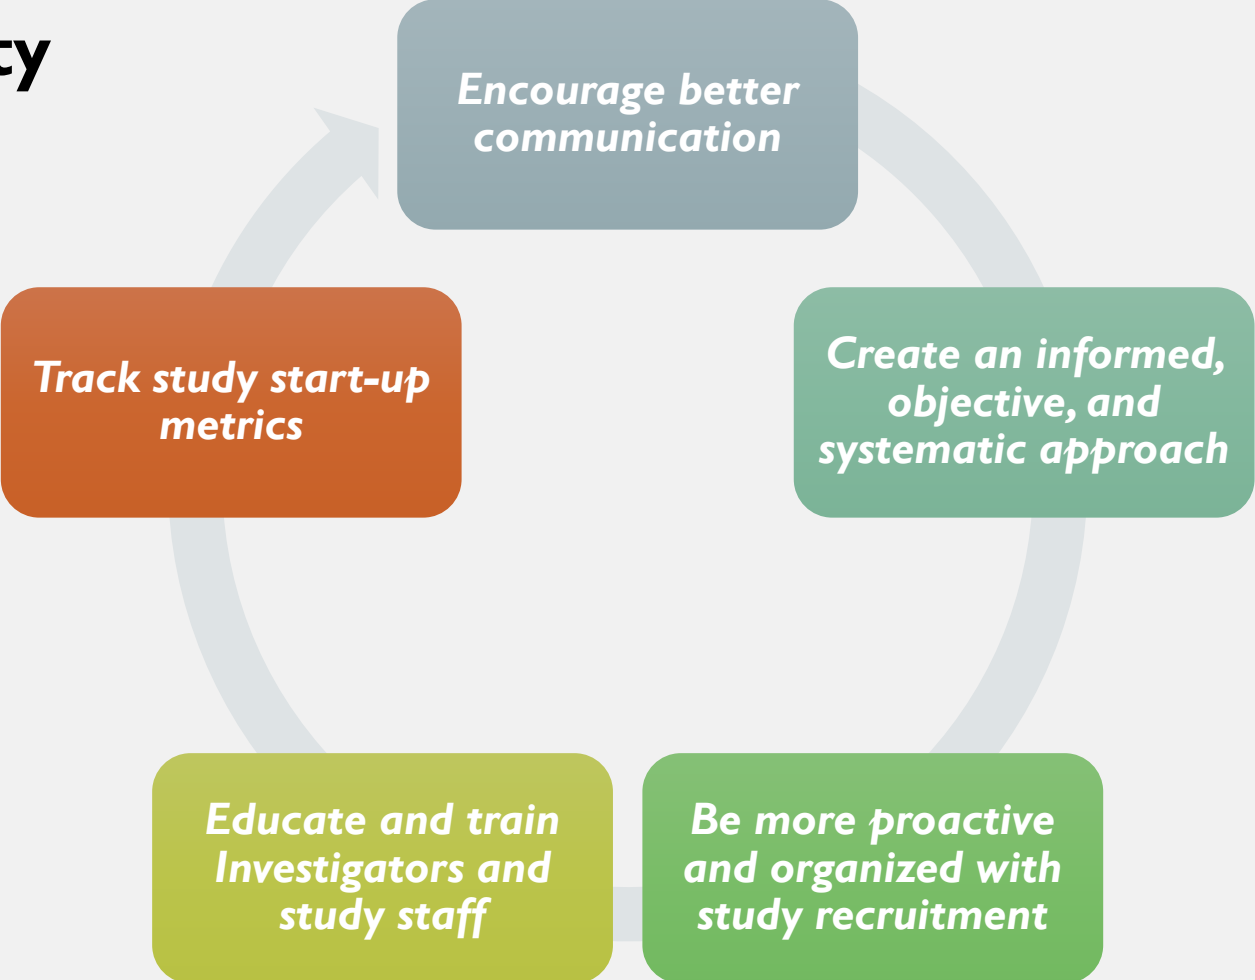 Encourage better
communication
Create an informed,
objective, and
systematic approach
Be more proactive
and organized with
study recruitment
Educate and train
Investigators and
study staff
Track study start-up
metrics